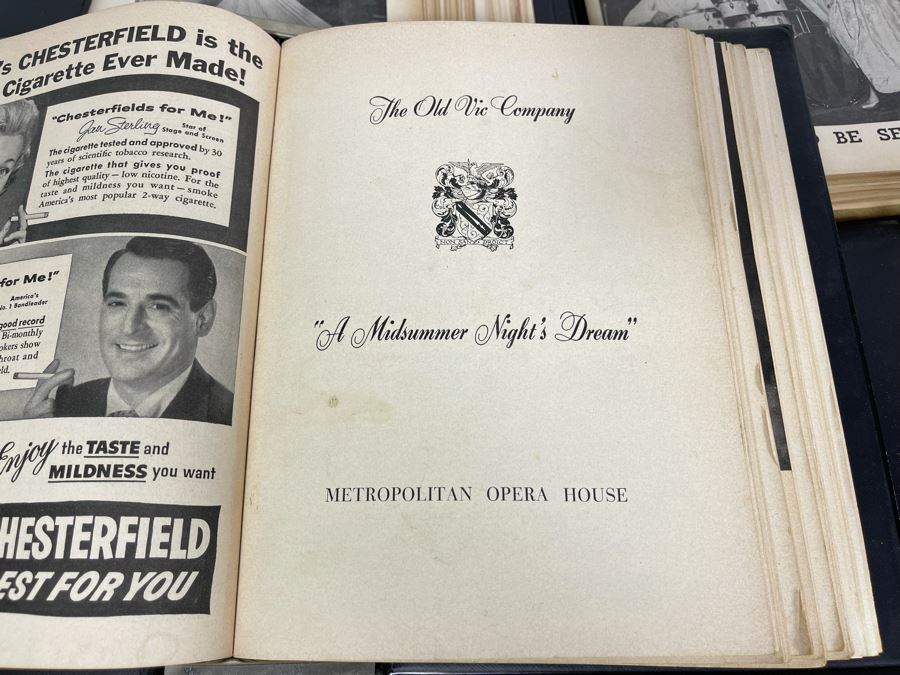 's CHESTERFIELD is the
Cigarette Ever Made!
"Chesterfields for Me!"
Jan Sterling Star of
Stage and Screen
The cigarette tested and approved by 30
years of scientific tobacco research.
The cigarette that gives you proof
of highest quality—low nicotine. For the
taste and mildness you want—smoke
America's most popular 2-way cigarette.
for Me!"
America's
No. 1 Bandleader
good record
Bi-monthly
okers show
hroat and
ld.
Enjoy the TASTE and
MILDNESS you want
HESTERFIELD
EST FOR YOU
The Old Vic Company
NON SANZ DROICT
"A Midsummer Night's Dream"
METROPOLITAN OPERA HOUSE
O BE SE